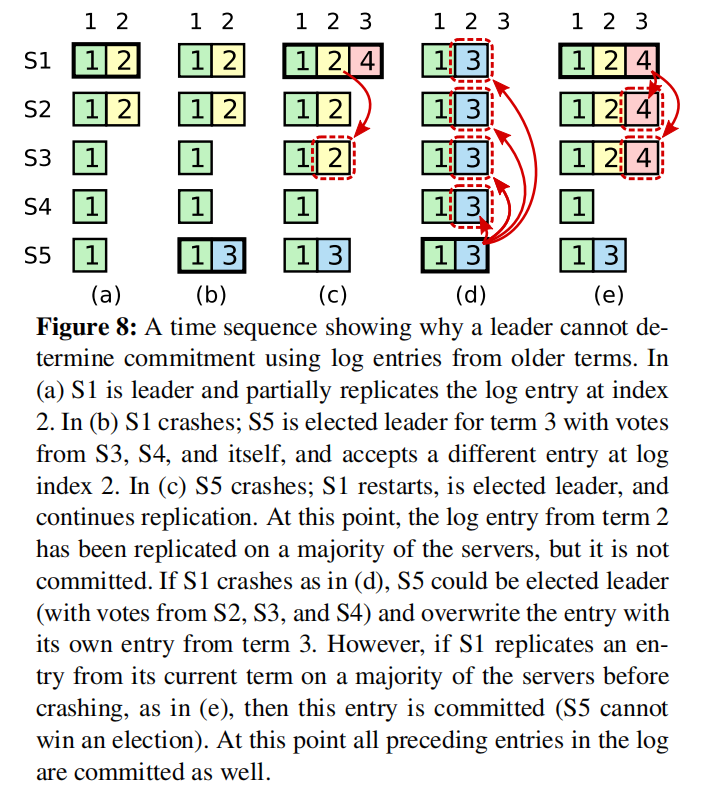 1 2 1 2 1 2 3 1 2 3 1 2 3
S1 1 2 1 2 1 2 4 1 3 1 2 4
S2 1 2 1 2 1 2 1 3 1 2 4
S3 1 1 1 2 1 3 1 2 4
S4 1 1 1 1 3 1
S5 1 1 3 1 3 1 3 1 3
(a) (b) (c) (d) (e)
Figure 8: A time sequence showing why a leader cannot de-
termine commitment using log entries from older terms. In
(a) S1 is leader and partially replicates the log entry at index
2. In (b) S1 crashes; S5 is elected leader for term 3 with votes
from S3, S4, and itself, and accepts a different entry at log
index 2. In (c) S5 crashes; S1 restarts, is elected leader, and
continues replication. At this point, the log entry from term 2
has been replicated on a majority of the servers, but it is not
committed. If S1 crashes as in (d), S5 could be elected leader
(with votes from S2, S3, and S4) and overwrite the entry with
its own entry from term 3. However, if S1 replicates an en-
try from its current term on a majority of the servers before
crashing, as in (e), then this entry is committed (S5 cannot
win an election). At this point all preceding entries in the log
are committed as well.